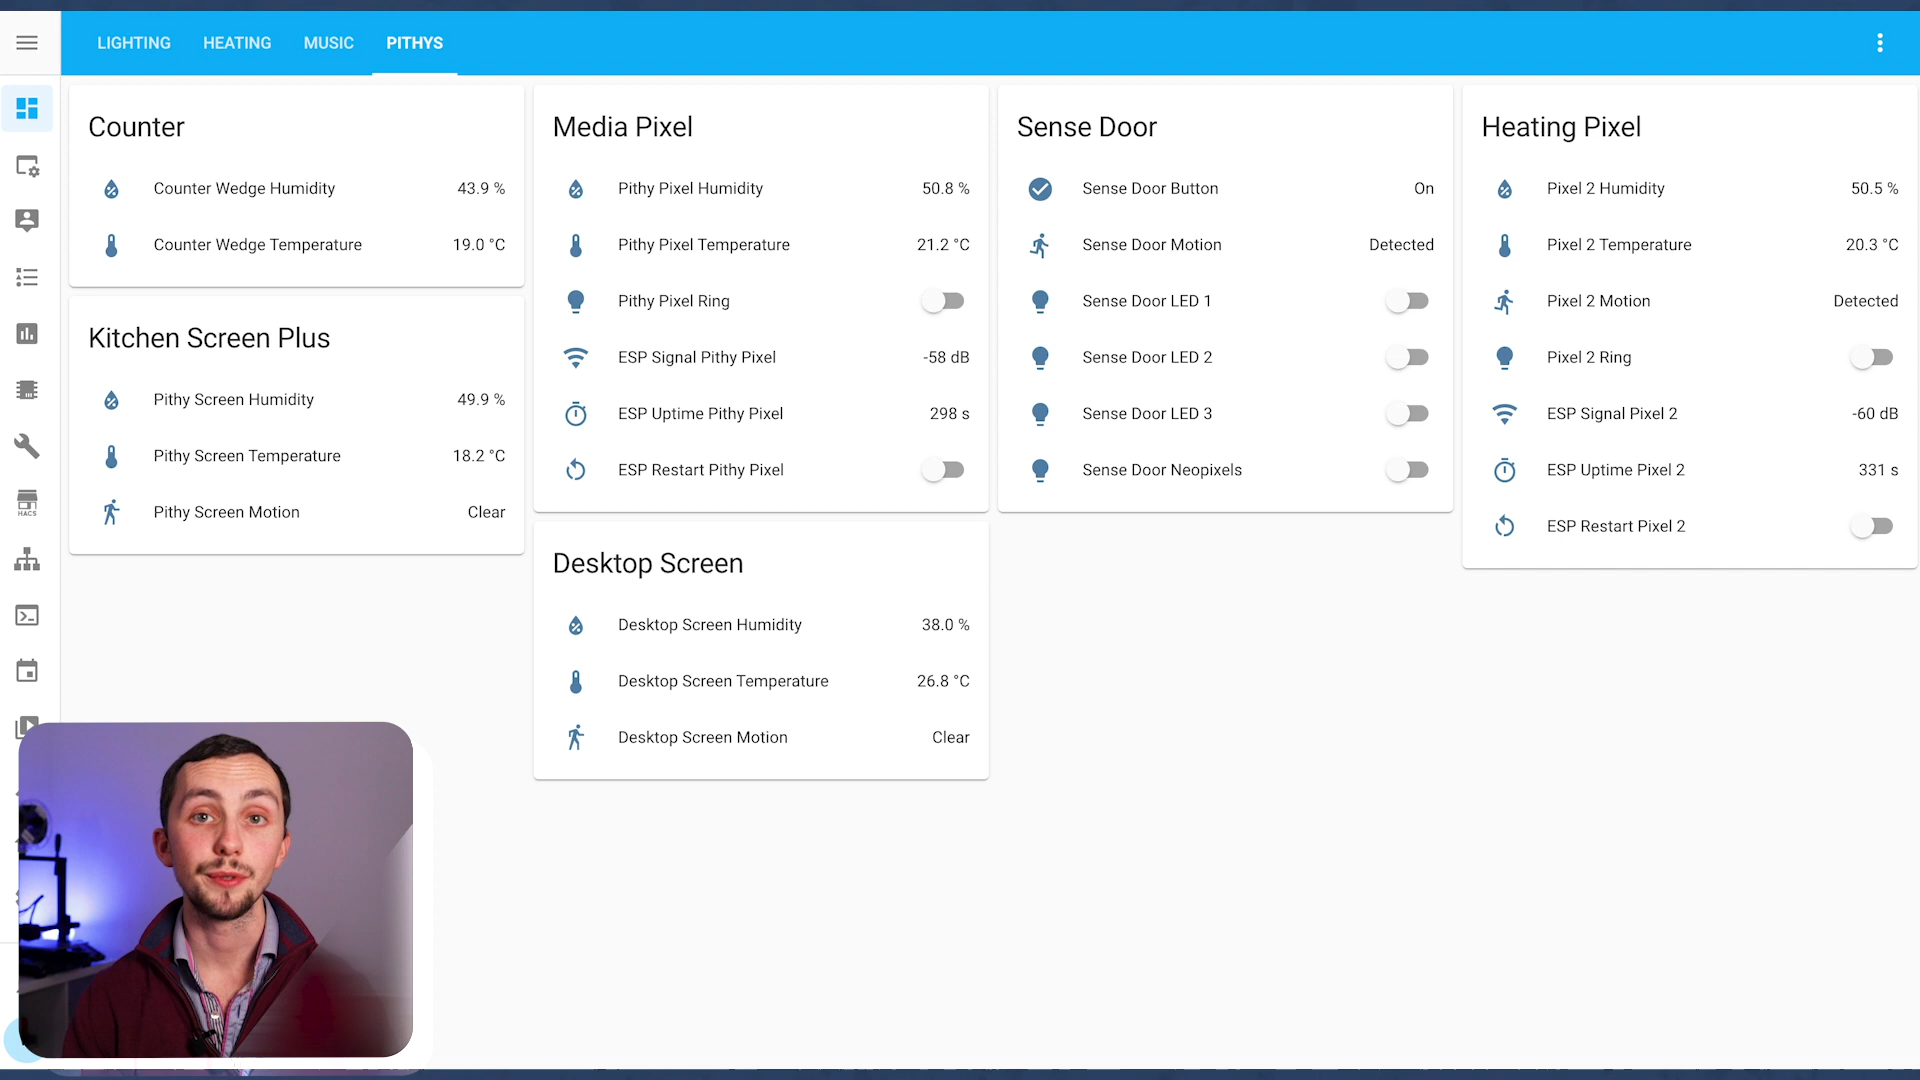 LIGHTING HEATING MUSIC PITHYS
Counter
Counter Wedge Humidity 43.9 %
Counter Wedge Temperature 19.0 °C
Kitchen Screen Plus
Pithy Screen Humidity 49.9 %
Pithy Screen Temperature 18.2 °C
Pithy Screen Motion Clear
Media Pixel
Pithy Pixel Humidity 50.8 %
Pithy Pixel Temperature 21.2 °C
Pithy Pixel Ring
ESP Signal Pithy Pixel -58 dB
ESP Uptime Pithy Pixel 298 s
ESP Restart Pithy Pixel
Desktop Screen
Desktop Screen Humidity 38.0 %
Desktop Screen Temperature 26.8 °C
Desktop Screen Motion Clear
Sense Door
Sense Door Button On
Sense Door Motion Detected
Sense Door LED 1
Sense Door LED 2
Sense Door LED 3
Sense Door Neopixels
Heating Pixel
Pixel 2 Humidity 50.5 %
Pixel 2 Temperature 20.3 °C
Pixel 2 Motion Detected
Pixel 2 Ring
ESP Signal Pixel 2 -60 dB
ESP Uptime Pixel 2 331 s
ESP Restart Pixel 2
HACS